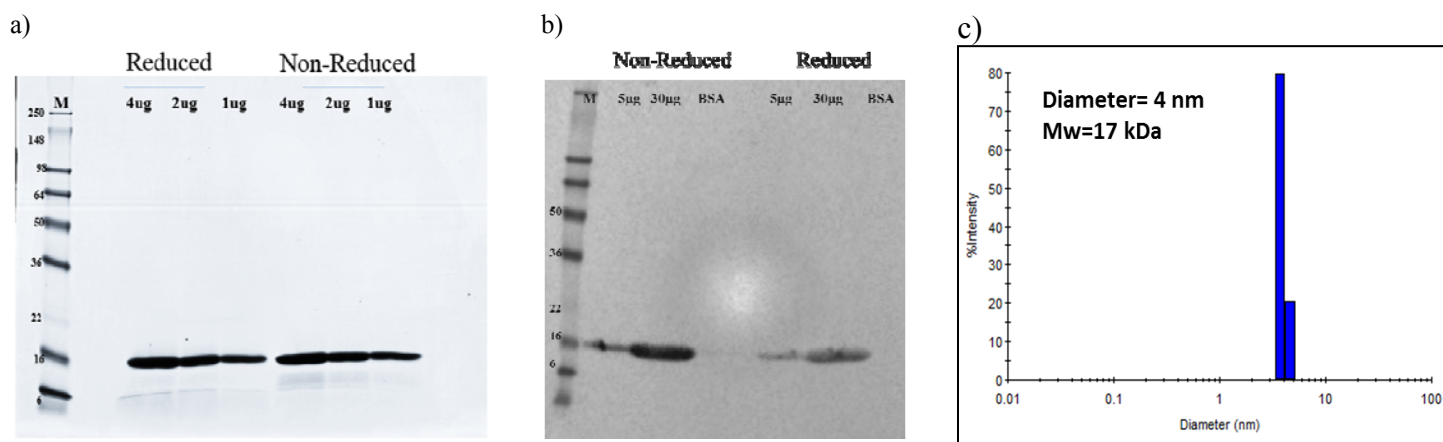 a)
Reduced Non-Reduced
M 4ug 2ug 1ug 4ug 2ug 1ug
250
148
98
64
50
36
22
16
6
b)
Non-Reduced Reduced
M 5µg 30µg BSA 5µg 30µg BSA
50
36
22
16
6
c)
Diameter= 4 nm
Mw=17 kDa
%Intensity
80
70
60
50
40
30
20
10
0
0.01 0.1 1 10 100
Diameter (nm)